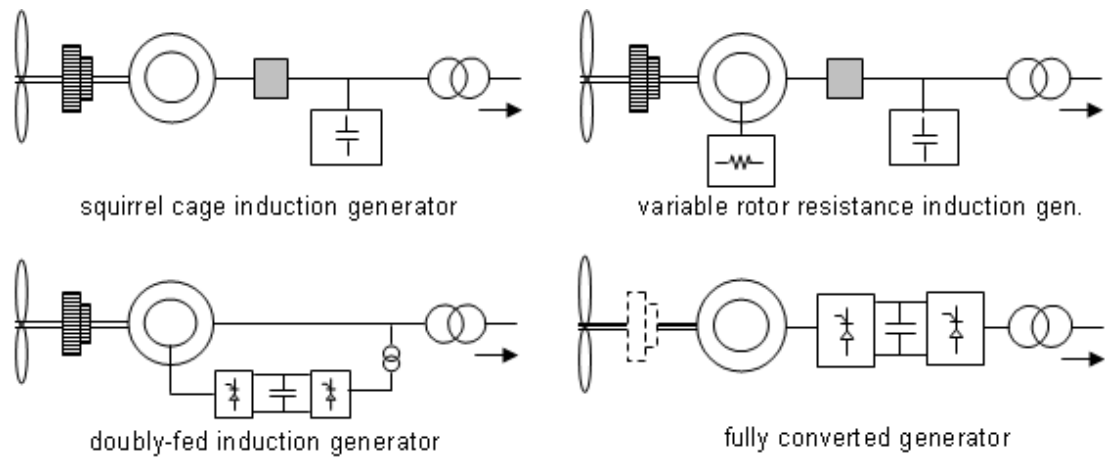 squirrel cage induction generator
variable rotor resistance induction gen.
doubly-fed induction generator
fully converted generator